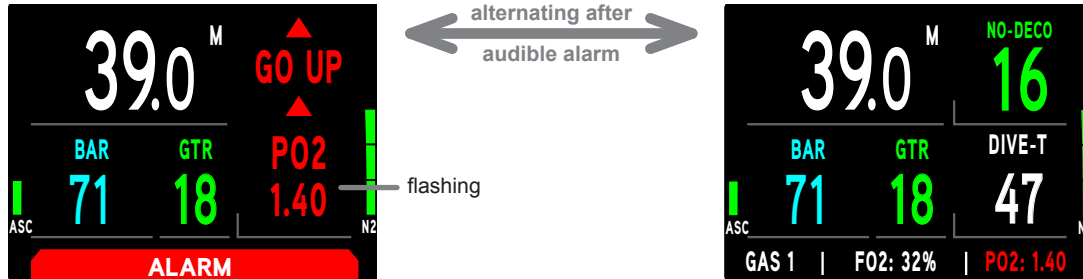 39.0 M
GO UP
BAR
71
GTR
18
PO2
1.40
ASC
N2
ALARM
alternating after
audible alarm
flashing
39.0 M
NO-DECO
16
BAR
71
GTR
18
DIVE-T
47
ASC
N
GAS 1 | FO2: 32% | PO2: 1.40